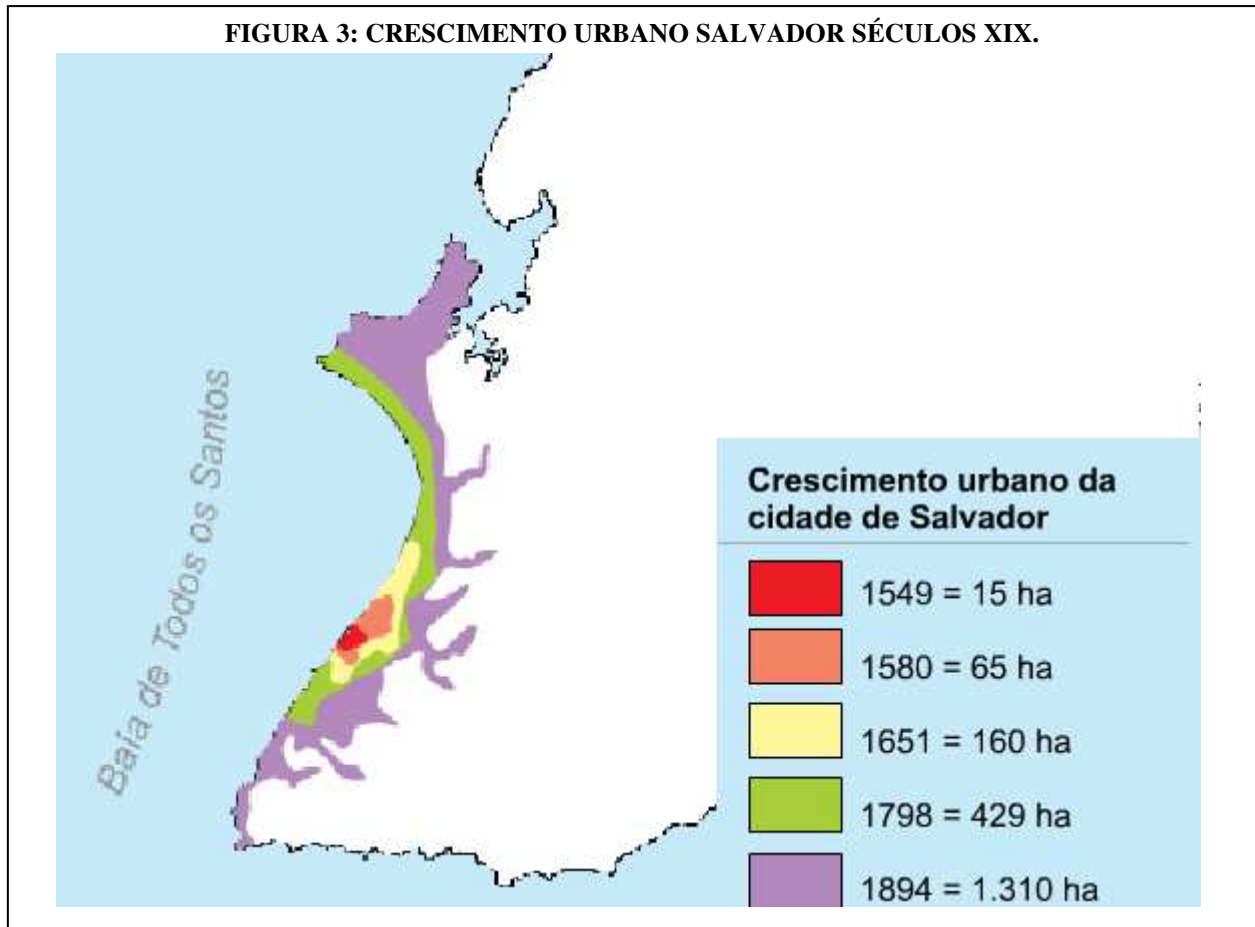 FIGURA 3: CRESCIMENTO URBANO SALVADOR SÉCULOS XIX.
Baía de Todos os Santos
Crescimento urbano da
cidade de Salvador
1549 = 15 ha
1580 = 65 ha
1651 = 160 ha
1798 = 429 ha
1894 = 1.310 ha